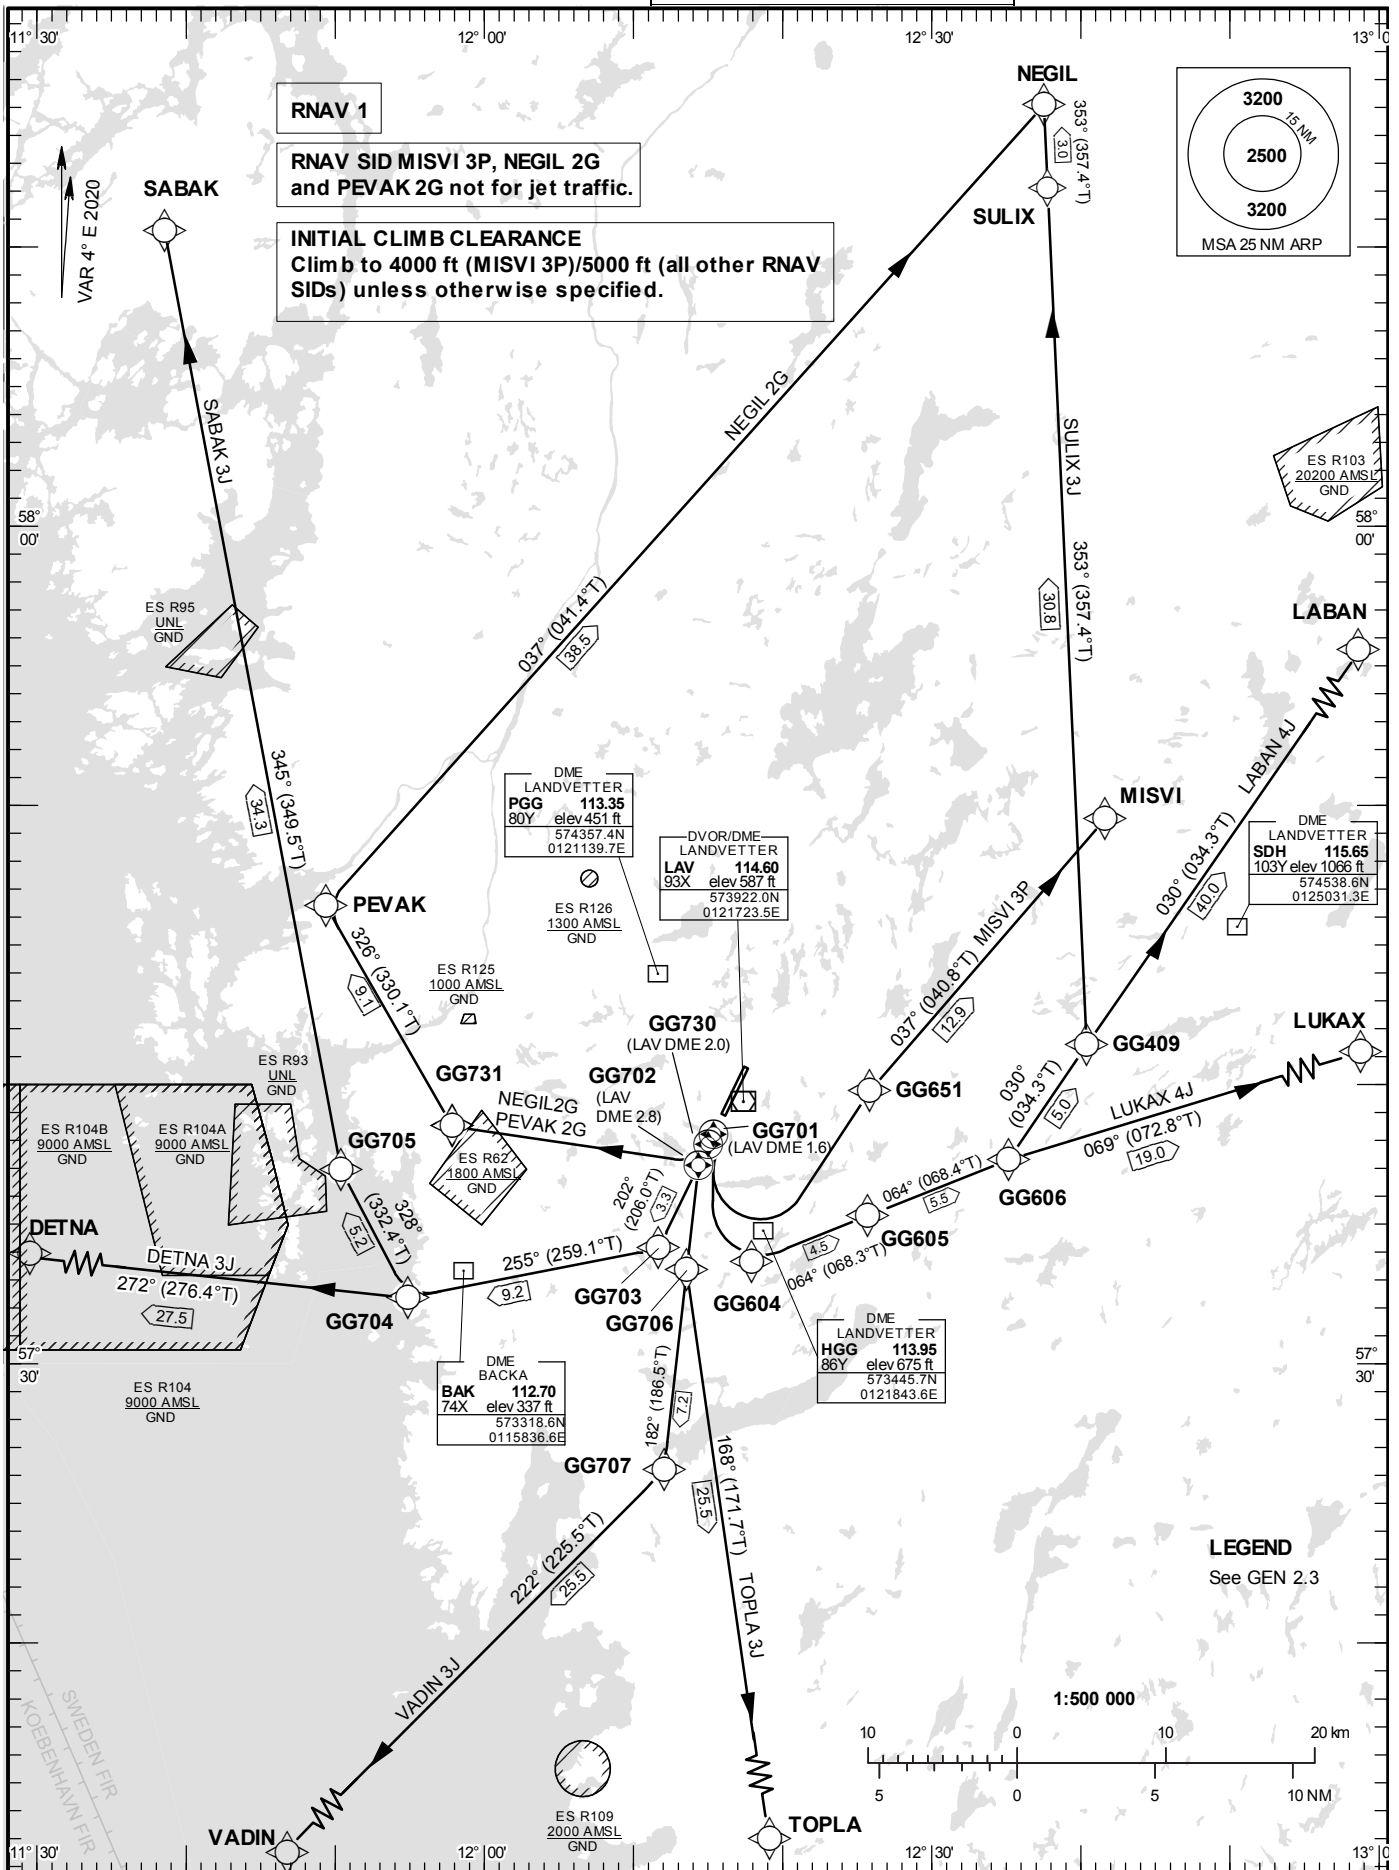 11° 30'
12° 00'
12° 30'
13° 0
RNAV 1
RNAV SID MISVI 3P, NEGIL 2G
and PEVAK 2G not for jet traffic.
INITIAL CLIMB CLEARANCE
Climb to 4000 ft (MISVI 3P)/5000 ft (all other RNAV
SIDs) unless otherwise specified.
VAR 4° E 2020
SABAK
NEGIL
353° (357.4°T)
3.0
SULIX
3200
15 NM
2500
3200
MSA 25 NM ARP
SABAK 3J
NEGIL 2G
SULIX 3J
ES R103
20200 AMSL
GND
58°
00'
58°
00'
ES R95
UNL
GND
037° (041.4°T)
38.5
353° (357.4°T)
30.8
LABAN
345° (349.5°T)
34.3
LABAN 4J
030° (034.3°T)
40.0
MISVI
DME
LANDVETTER
PGG 113.35
80Y elev 451 ft
574357.4N
0121139.7E
DVOR/DME
LANDVETTER
LAV 114.60
93X elev 587 ft
573922.0N
0121723.5E
DME
LANDVETTER
SDH 115.65
103Y elev 1066 ft
574538.6N
0125031.3E
ES R126
1300 AMSL
GND
PEVAK
326° (330.1°T)
9.1
ES R125
1000 AMSL
GND
037° (040.8°T) MISVI 3P
12.9
GG730
(LAV DME 2.0)
GG409
LUKAX
ES R93
UNL
GND
GG731
GG702
(LAV
DME 2.8)
GG651
030°
(034.3°T)
5.0
NEGIL2G
PEVAK 2G
GG701
(LAV DME 1.6)
LUKAX 4J
069° (072.8°T)
19.0
ES R104B
9000 AMSL
GND
ES R104A
9000 AMSL
GND
GG705
ES R62
1800 AMSL
GND
202°
(206.0°T)
3.3
064° (068.4°T)
5.5
GG606
328°
(332.4°T)
5.2
DETNA
DETNA 3J
272° (276.4°T)
27.5
255° (259.1°T)
9.2
GG605
4.5
064° (068.3°T)
GG703
GG604
GG704
GG706
57°
30'
57°
30'
DME
LANDVETTER
HGG 113.95
86Y elev 675 ft
573445.7N
0121843.6E
ES R104
9000 AMSL
GND
DME
BACKA
BAK 112.70
74X elev 337 ft
573318.6N
0115836.6E
182° (186.5°T)
7.2
GG707
168° (171.7°T) TOPLA 3J
25.5
222° (225.5°T)
25.5
LEGEND
See GEN 2.3
VADIN 3J
SWEDEN FIR
KOEBENHAVN FIR
1:500 000
10 0 10 20 km
5 0 5 10 NM
ES R109
2000 AMSL
GND
TOPLA
VADIN
11° 30'
12° 00'
12° 30'
13° 0